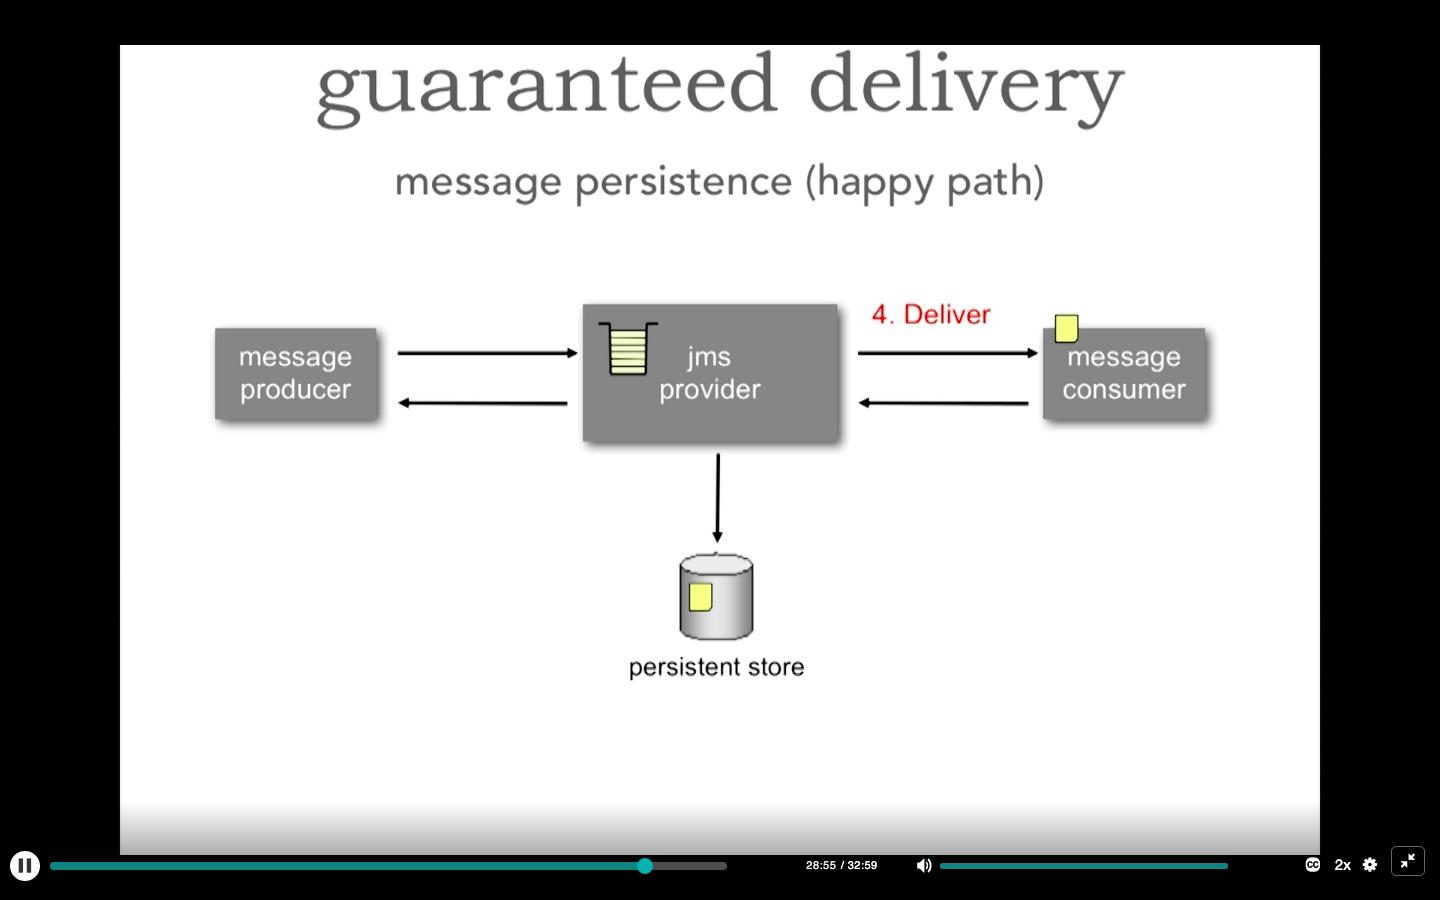 guaranteed delivery
message persistence (happy path)
4. Deliver
message
producer
jms
provider
message
consumer
persistent store
28:55 / 32:59
CC
2x